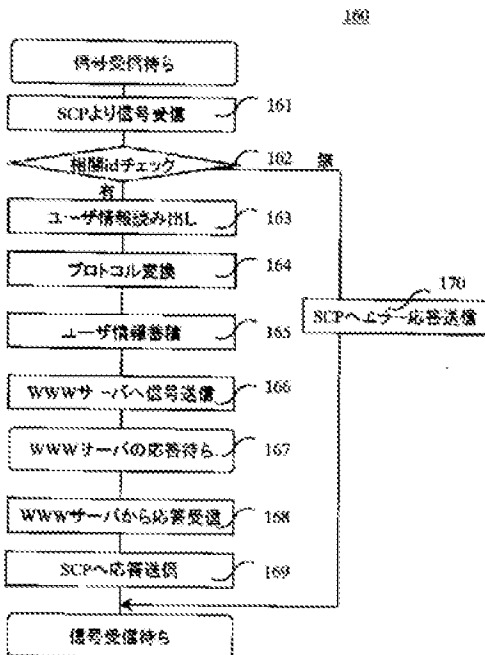 160
信号受信待ち
SCPより信号受信
161
相関idチェック
162
無
有
ユーザ情報読み出し
163
プロトコル変換
164
170
SCPへエラー応答送信
ユーザ情報蓄積
165
WWWサーバへ信号送信
166
WWWサーバの応答待ち
167
WWWサーバから応答受信
168
SCPへ応答送信
169
信号受信待ち